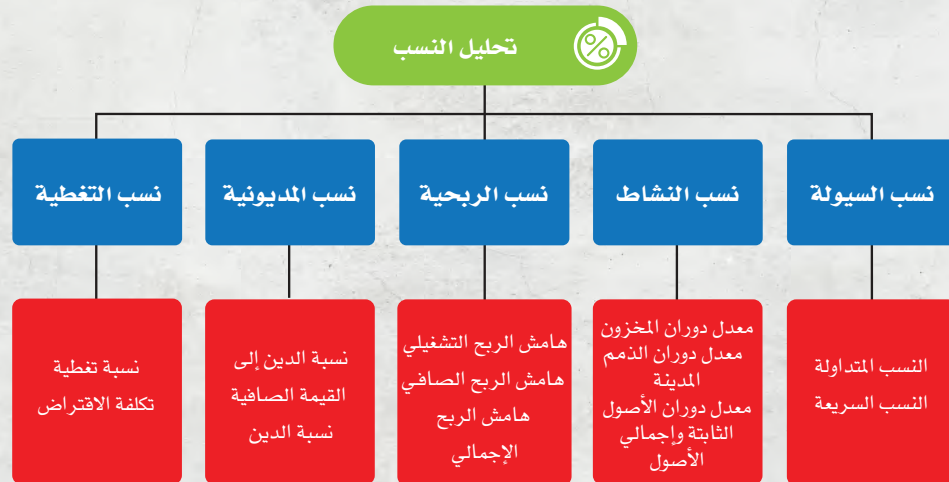 تحليل النسب
نسب السيولة
نسب النشاط
نسب الربحية
نسب المديونية
نسب التغطية
النسب المتداولة
النسب السريعة
معدل دوران المخزون
معدل دوران الذمم
المدينة
معدل دوران الأصول
الثابتة وإجمالي
الأصول
هامش الربح التشغيلي
هامش الربح الصافي
هامش الربح
الإجمالي
نسبة الدين إلى
القيمة الصافية
نسبة الدين
نسبة تغطية
تكلفة الاقتراض